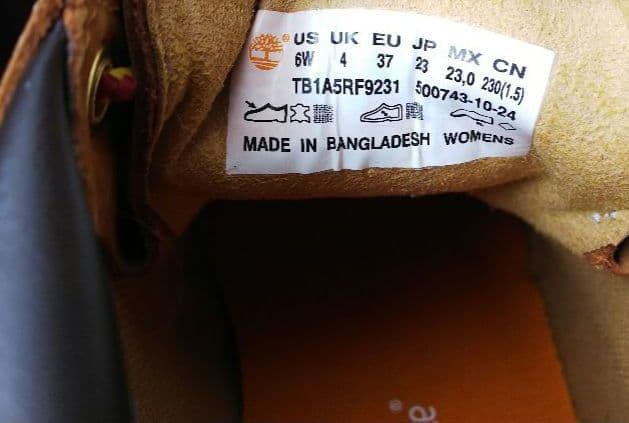 ® US UK EU JP MX CN
6W 4 37 23 23,0 230(1.5)
TB1A5RF9231 500743-10-24
MADE IN BANGLADESH WOMENS
®